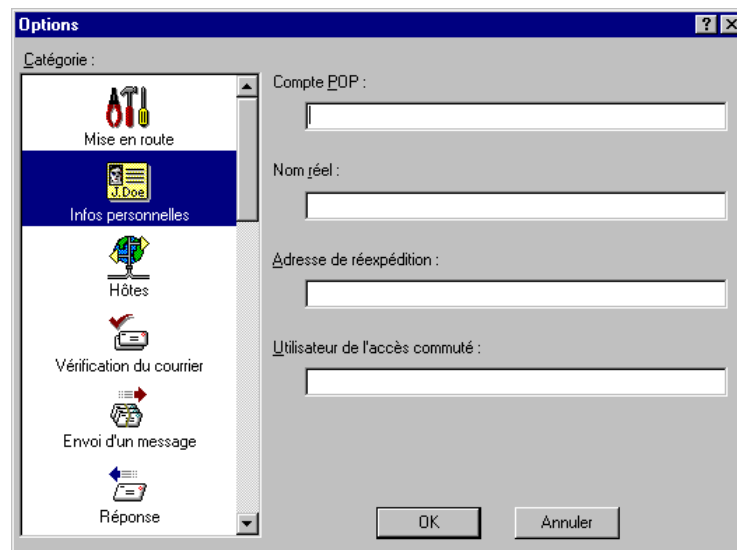 Options
Catégorie :
Mise en route
J.Doe
Infos personnelles
Hôtes
Vérification du courrier
Envoi d'un message
Réponse
Compte POP :
Nom réel :
Adresse de réexpédition :
Utilisateur de l'accès commuté :
OK
Annuler